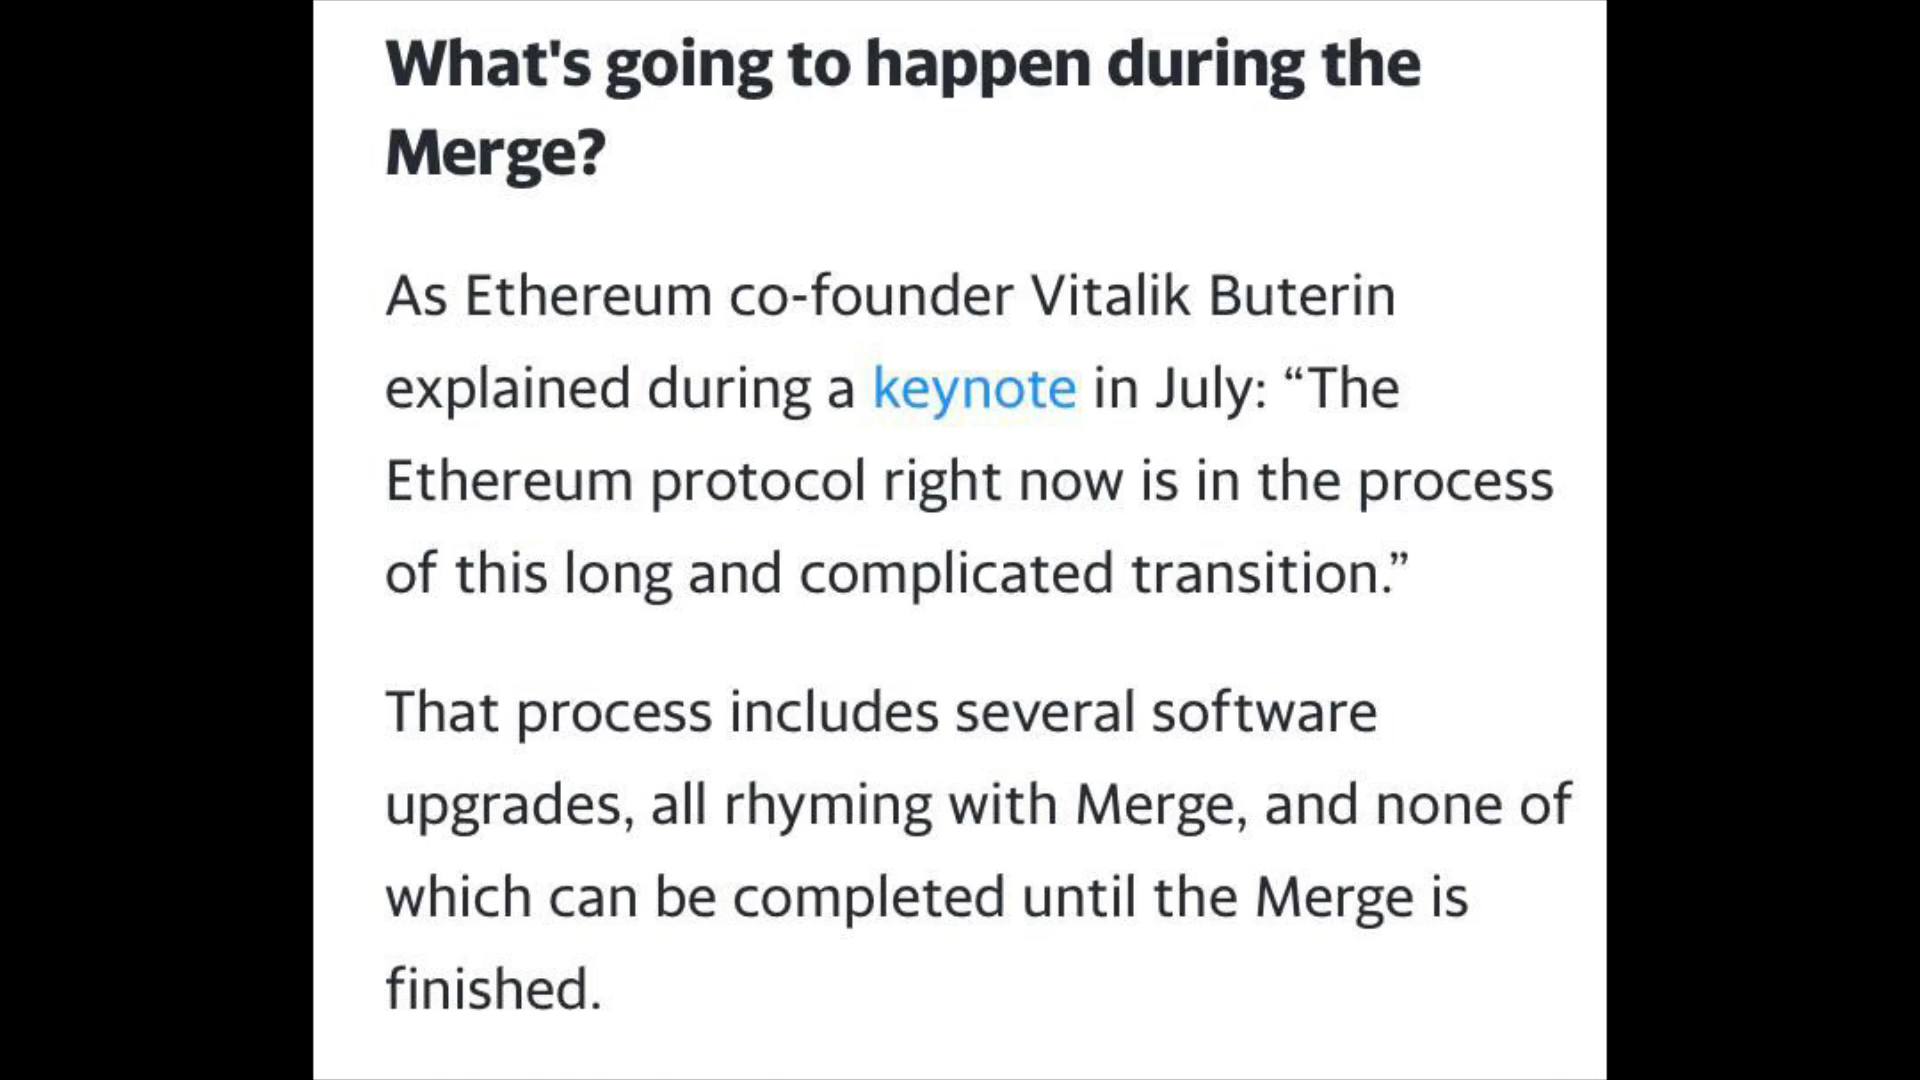 What's going to happen during the
Merge?
As Ethereum co-founder Vitalik Buterin
explained during a keynote in July: “The
Ethereum protocol right now is in the process
of this long and complicated transition.”
That process includes several software
upgrades, all rhyming with Merge, and none of
which can be completed until the Merge is
finished.